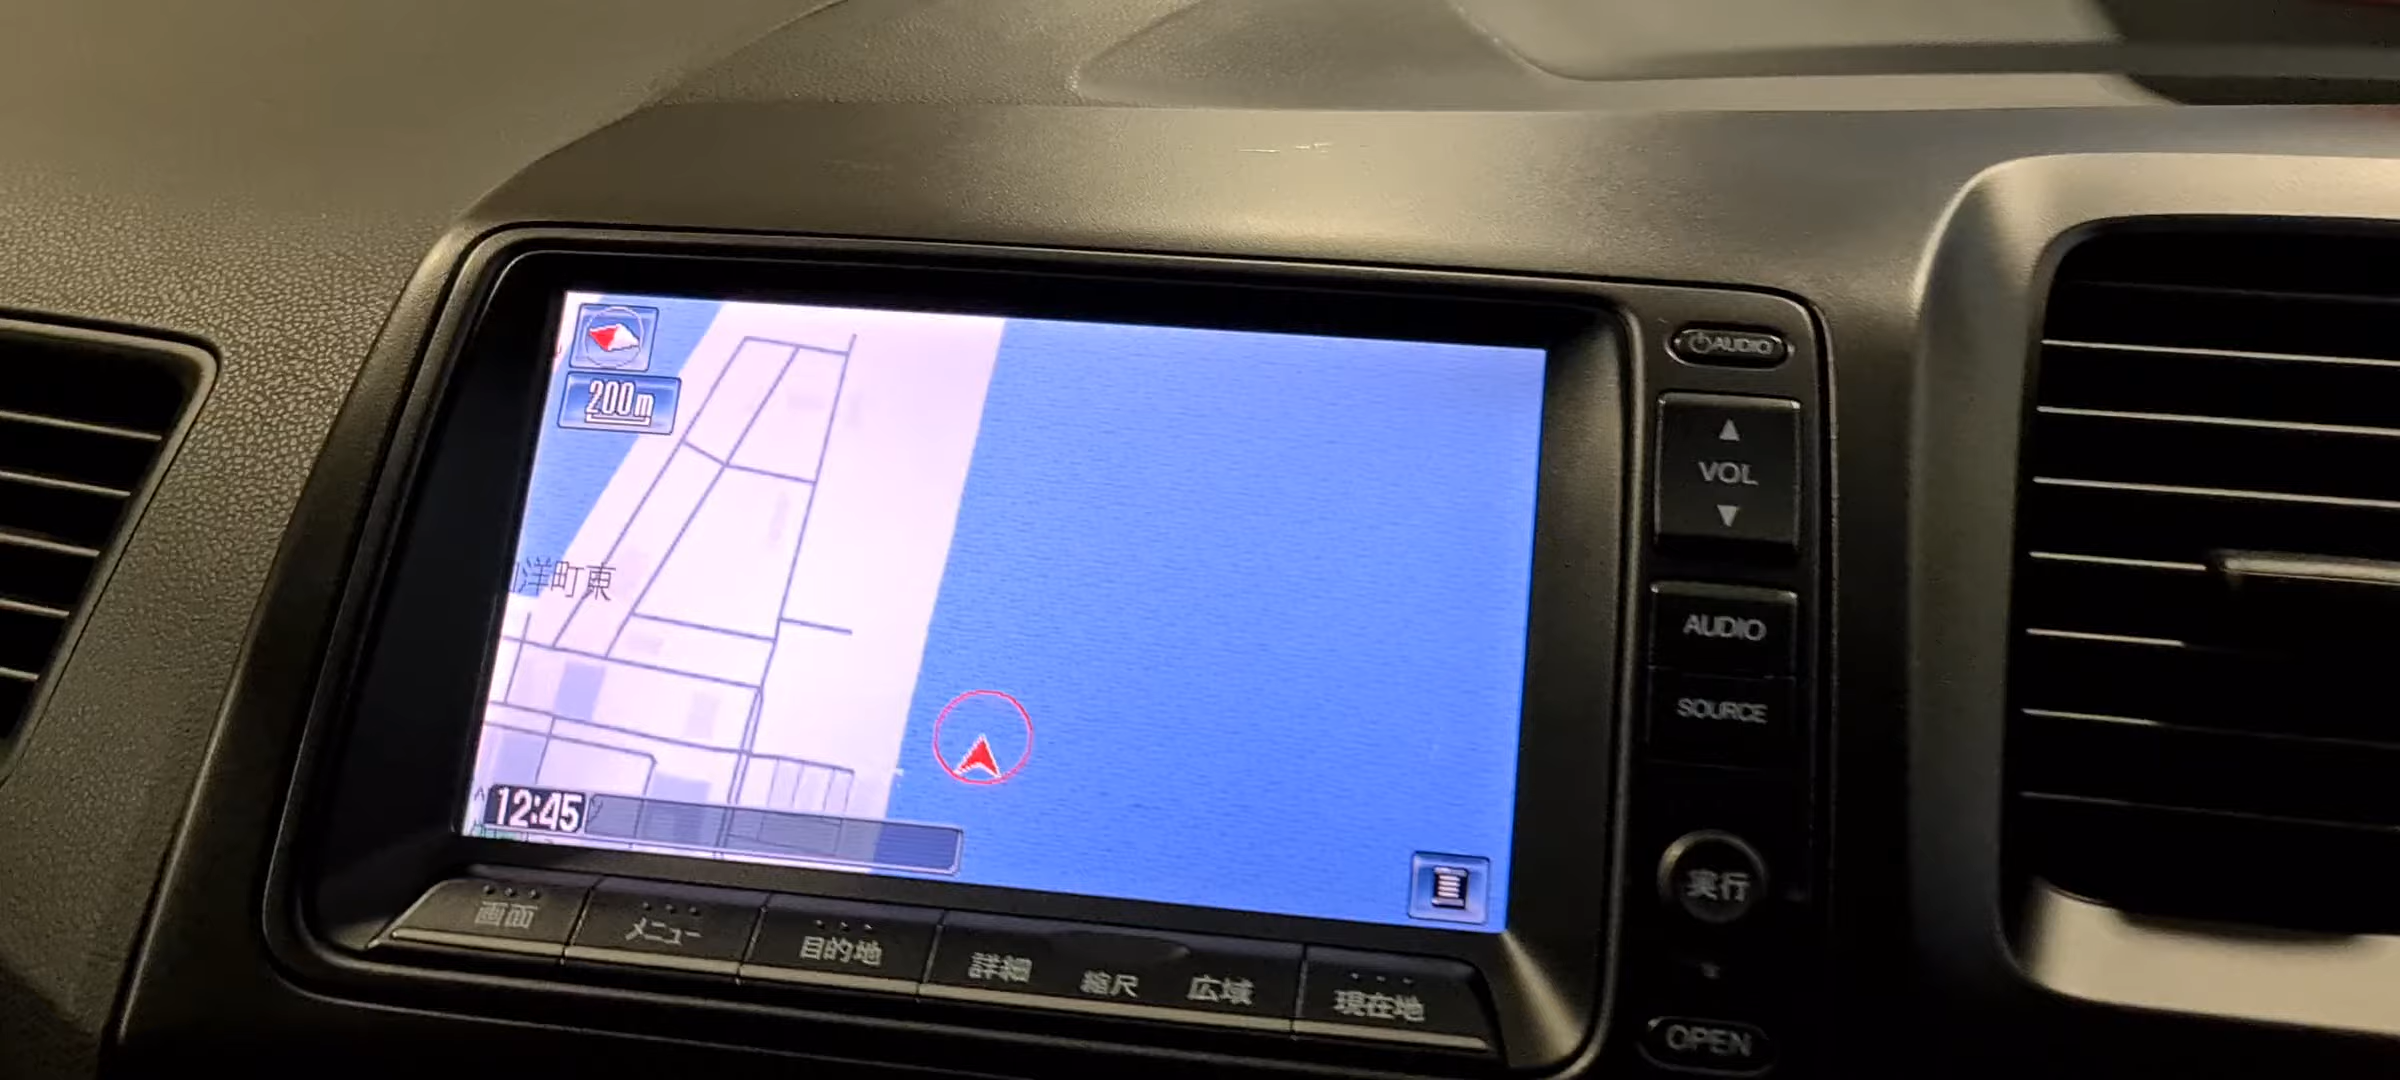 200m
洋町東
12:45
AUDIO
VOL
AUDIO
SOURCE
実行
OPEN
画面
メニュー
目的地
詳細
縮尺
広域
現在地